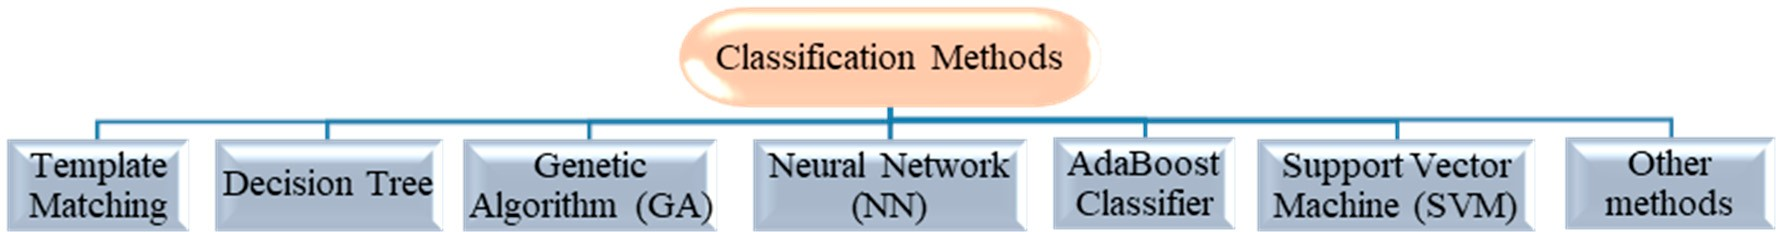 Classification Methods
Template
Matching
Decision Tree
Genetic
Algorithm (GA)
Neural Network
(NN)
AdaBoost
Classifier
Support Vector
Machine (SVM)
Other
methods